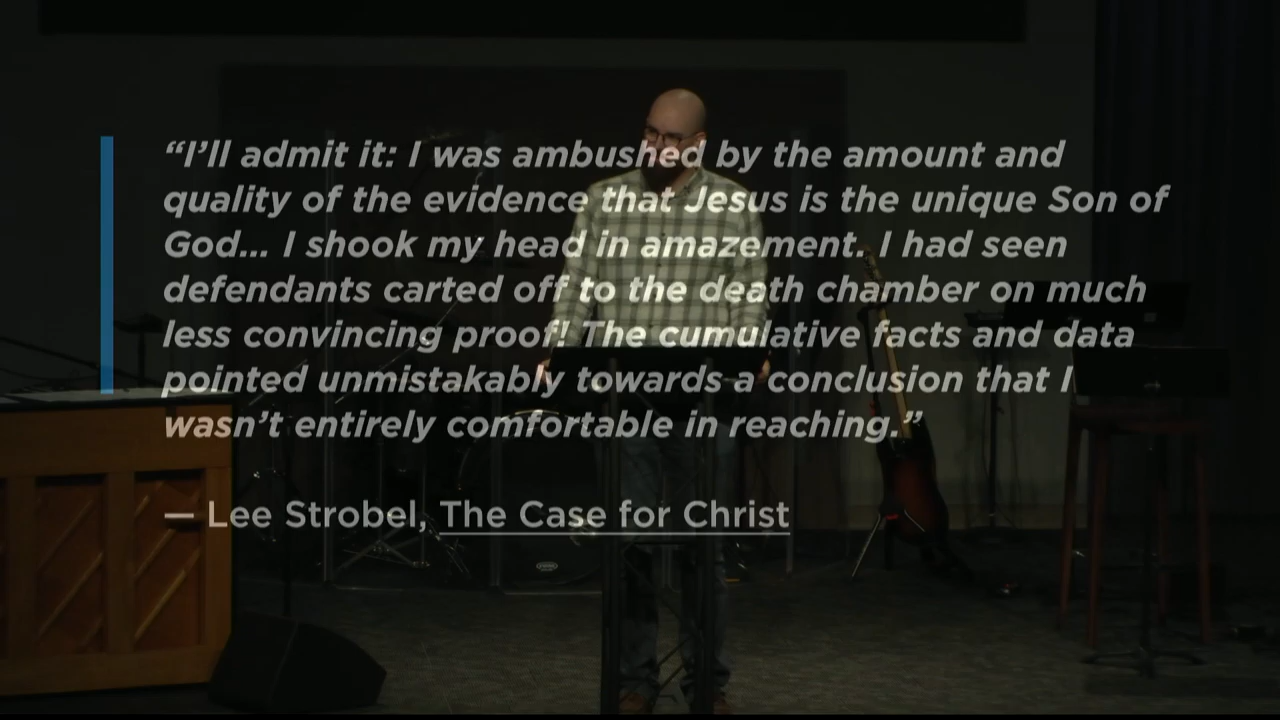 “I’ll admit it: I was ambushed by the amount and
quality of the evidence that Jesus is the unique Son of
God... I shook my head in amazement. I had seen
defendants carted off to the death chamber on much
less convincing proof! The cumulative facts and data
pointed unmistakably towards a conclusion that I
wasn’t entirely comfortable in reaching.”
— Lee Strobel, The Case for Christ